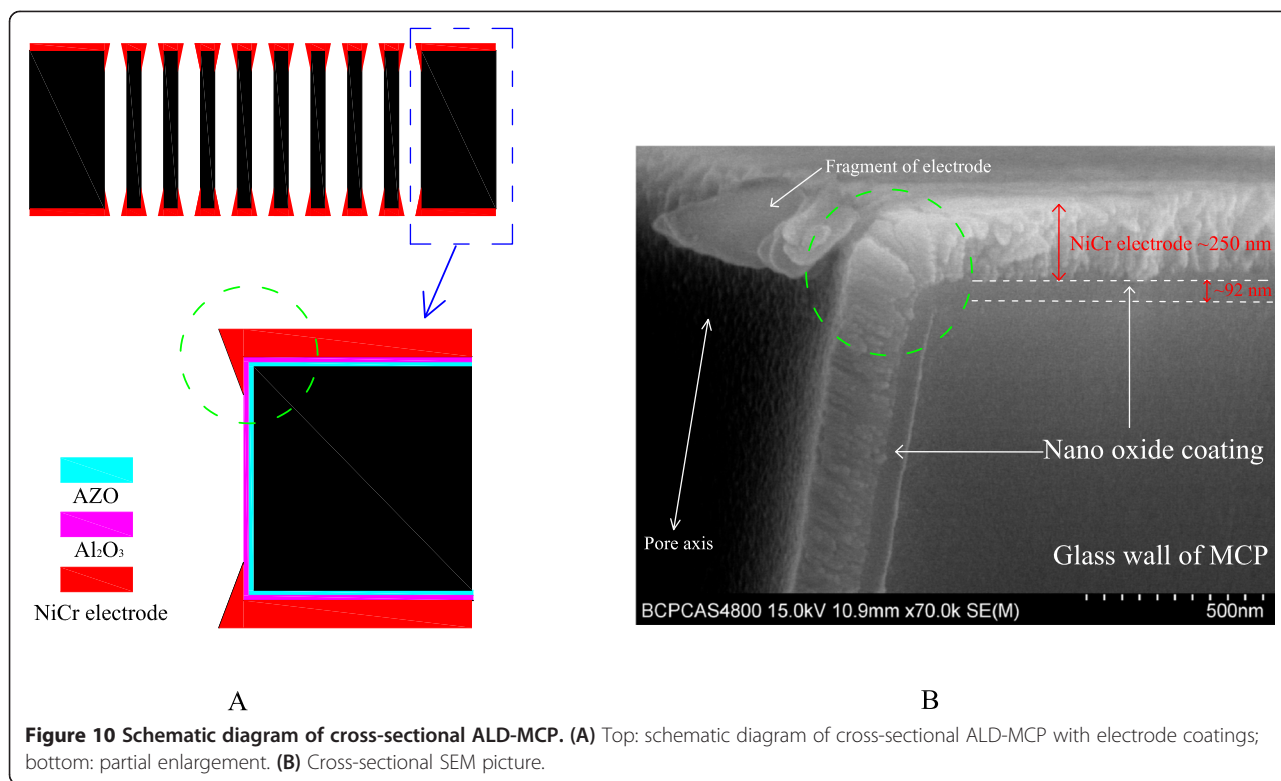 AZO
Al₂O₃
NiCr electrode
A
Fragment of electrode
NiCr electrode ~250 nm
~92 nm
Nano oxide coating
Pore axis
Glass wall of MCP
BCPCAS4800 15.0kV 10.9mm x70.0k SE(M)
500nm
B
Figure 10 Schematic diagram of cross-sectional ALD-MCP. (A) Top: schematic diagram of cross-sectional ALD-MCP with electrode coatings;
bottom: partial enlargement. (B) Cross-sectional SEM picture.